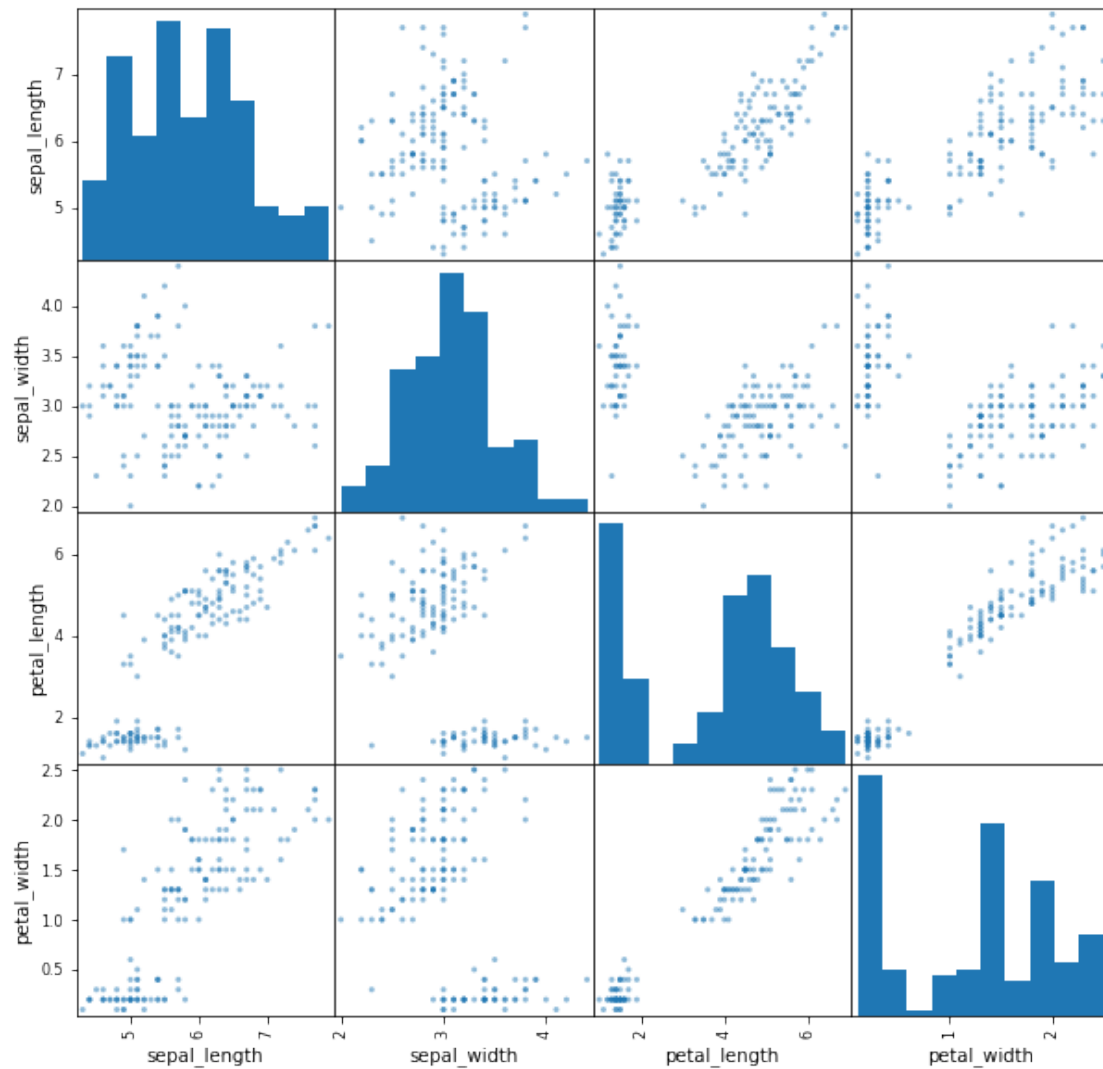 sepal_length
7
6
5
sepal_width
4.0
3.5
3.0
2.5
2.0
petal_length
6
4
2
petal_width
2.5
2.0
1.5
1.0
0.5
5 6 7 2 3 4 2 4 6 1 2
sepal_length sepal_width petal_length petal_width